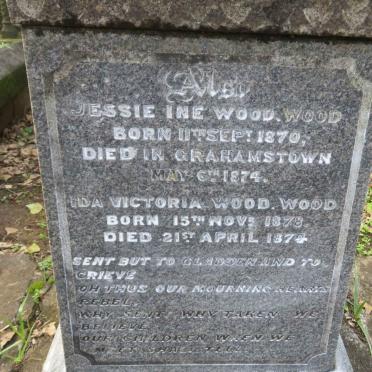 Also
JESSIE INE WOOD. WOOD
BORN 11TH SEPT 1870,
DIED IN GRAHAMSTOWN
MAY 6TH 1874.
IDA VICTORIA WOOD. WOOD
BORN 15TH NOVR 1873
DIED 21ST APRIL 1874
SENT BUT TO GLADDEN AND TO
GRIEVE
OH THUS OUR MOURNING HEARTS
REBEL,
WHY SENT? WHY TAKEN? WE
BELIEVE
OUR CHILDREN WHEN WE
SHALL